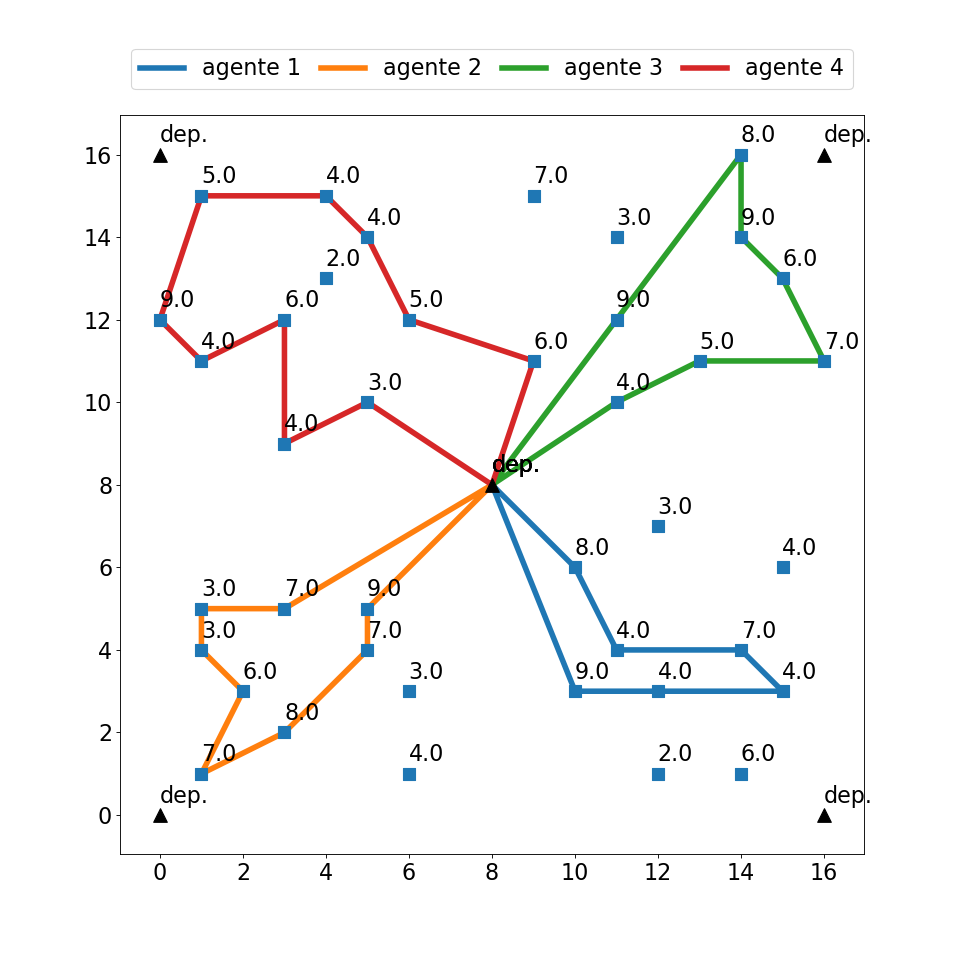 agente 1 agente 2 agente 3 agente 4
dep. 8.0 dep.
16
5.0 4.0 7.0
4.0 3.0 9.0
14
2.0 6.0
9.0 6.0 5.0 9.0
12
4.0 6.0 5.0 7.0
3.0 4.0
10
4.0
dep.
8
3.0
8.0 4.0
6
3.0 7.0 9.0
3.0 7.0 4.0 7.0
4
6.0 3.0 9.0 4.0 4.0
8.0
2
7.0 4.0 2.0 6.0
dep. dep.
0
0 2 4 6 8 10 12 14 16